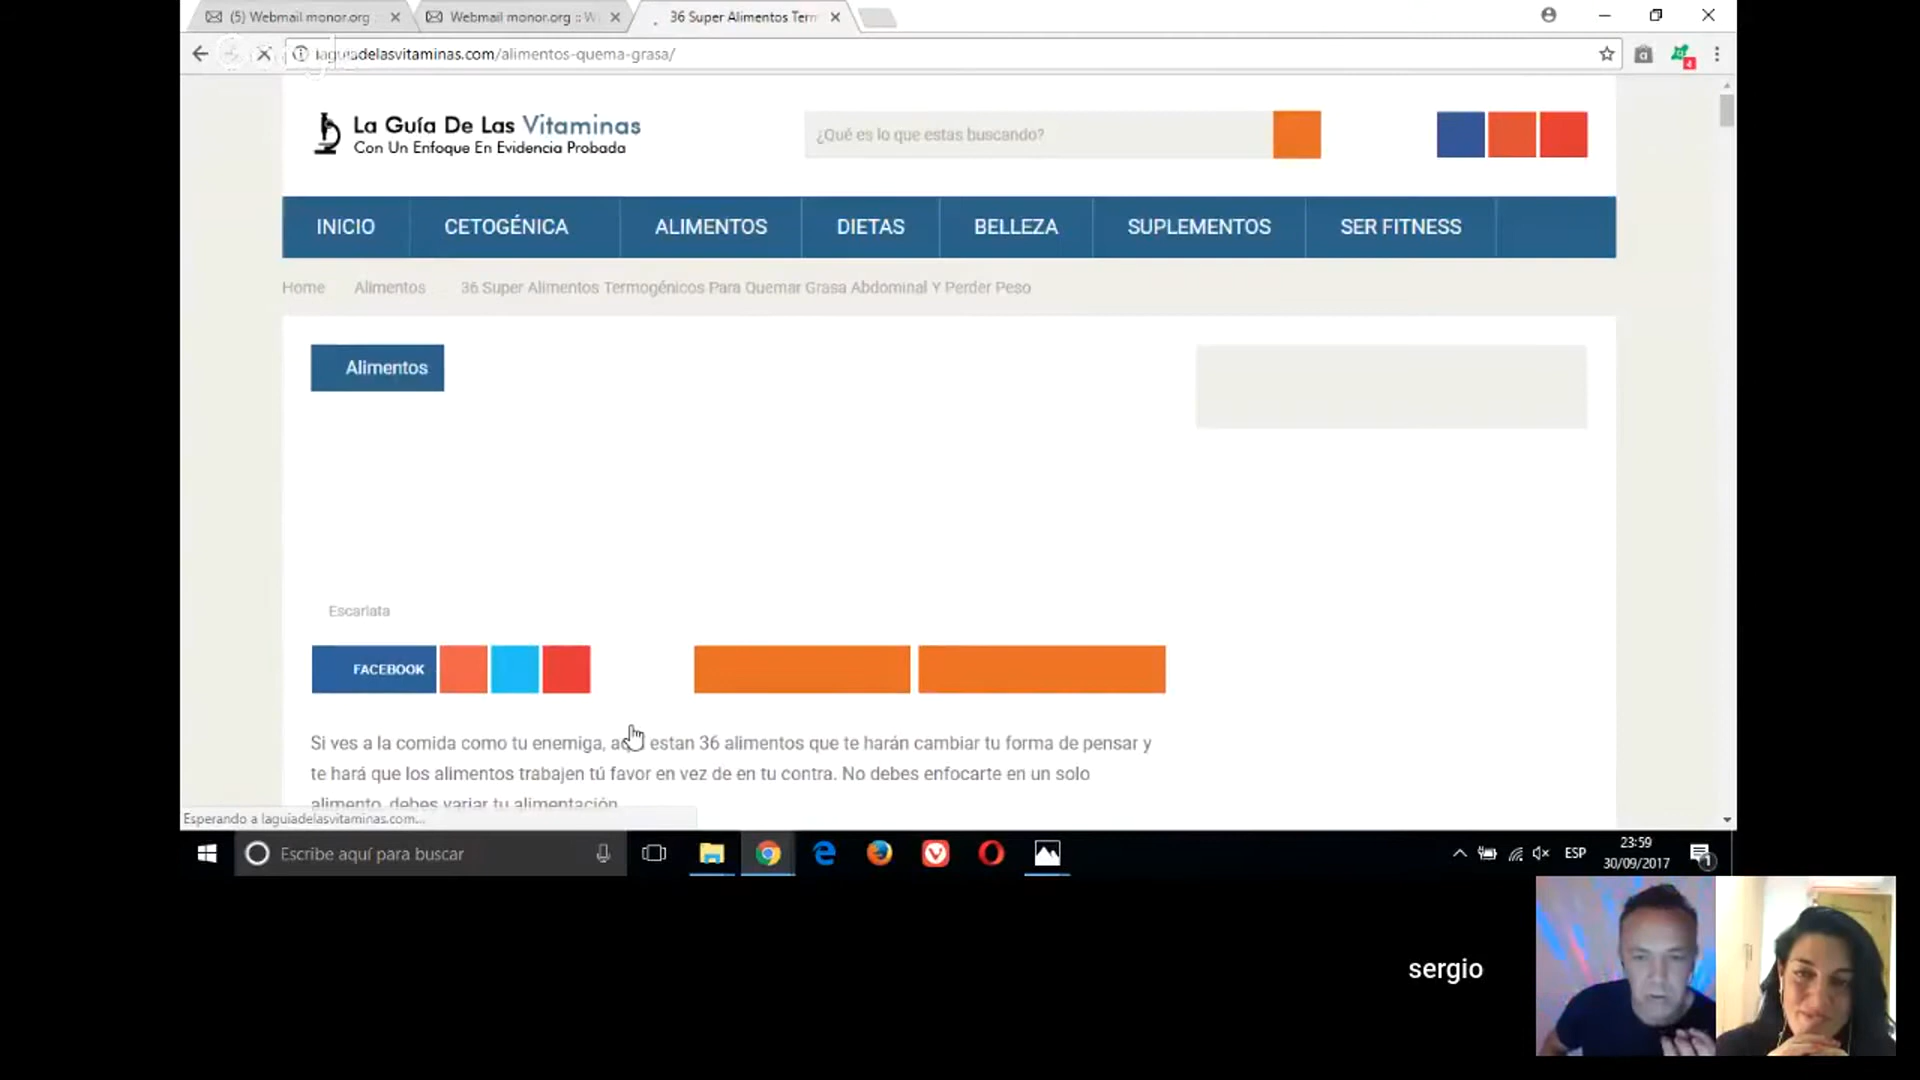 (5) Webmail monor.org
Webmail monor.org :: W
36 Super Alimentos Term
laguiadelasvitaminas.com/alimentos-quema-grasa/
4
La Guía De Las Vitaminas
Con Un Enfoque En Evidencia Probada
¿Qué es lo que estas buscando?
INICIO
CETOGÉNICA
ALIMENTOS
DIETAS
BELLEZA
SUPLEMENTOS
SER FITNESS
Home
Alimentos
36 Super Alimentos Termogénicos Para Quemar Grasa Abdominal Y Perder Peso
Alimentos
Escarlata
FACEBOOK
Si ves a la comida como tu enemiga, estan 36 alimentos que te harán cambiar tu forma de pensar y
te hará que los alimentos trabajen tú favor en vez de en tu contra. No debes enfocarte en un solo
alimento, debes variar tu alimentación
Esperando a laguiadelasvitaminas.com...
Escribe aquí para buscar
ESP
23:59
30/09/2017
1
sergio